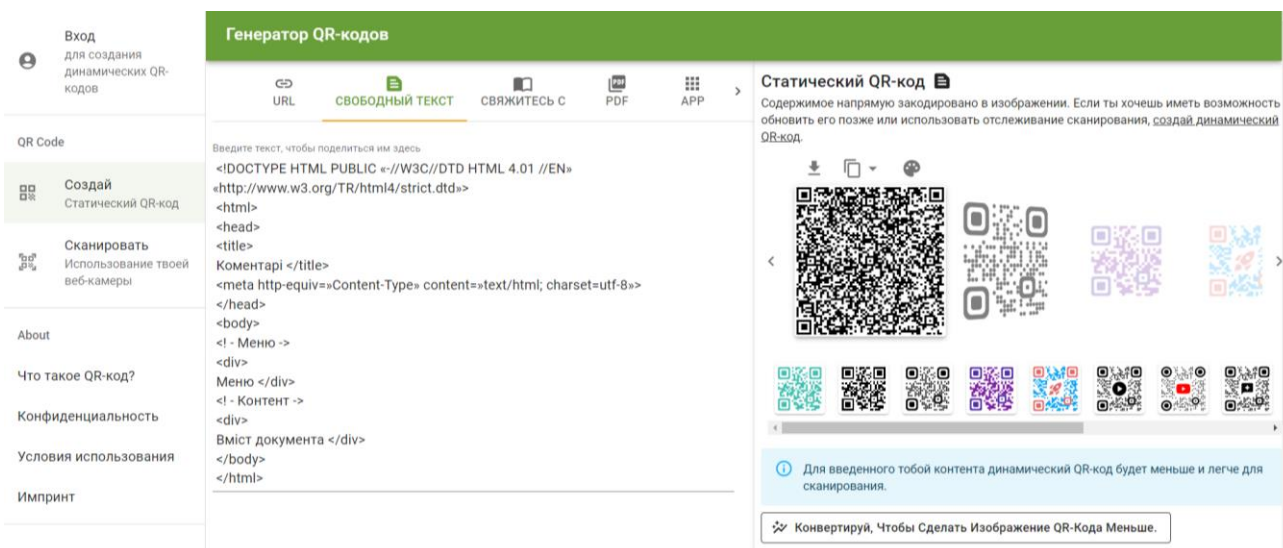 Вход
для создания
динамических QR-
кодов
QR Code
Создай
Статический QR-код
Сканировать
Использование твоей
веб-камеры
About
Что такое QR-код?
Конфиденциальность
Условия использования
Импринт
Генератор QR-кодов
URL
СВОБОДНЫЙ ТЕКСТ
СВЯЖИТЕСЬ С
PDF
APP
Введите текст, чтобы поделиться им здесь
<!DOCTYPE HTML PUBLIC «-//W3C//DTD HTML 4.01 //EN»
«http://www.w3.org/TR/html4/strict.dtd»>
<html>
<head>
<title>
Коментарі </title>
<meta http-equiv=»Content-Type» content=»text/html; charset=utf-8»>
</head>
<body>
<! - Меню ->
<div>
Меню </div>
<! - Контент ->
<div>
Вміст документа </div>
</body>
</html>
Статический QR-код
Содержимое напрямую закодировано в изображении. Если ты хочешь иметь возможность
обновить его позже или использовать отслеживание сканирования, создай динамический
QR-код.
Для введенного тобой контента динамический QR-код будет меньше и легче для
сканирования.
Конвертируй, Чтобы Сделать Изображение QR-Кода Меньше.